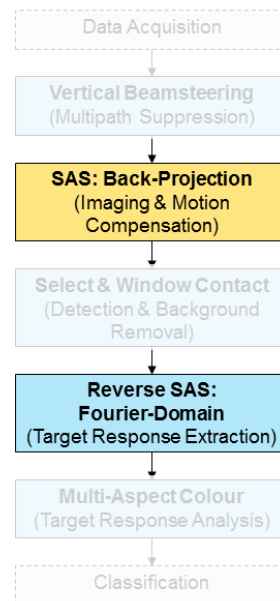 Data Acquisition
Vertical Beamsteering
(Multipath Suppression)
SAS: Back-Projection
(Imaging & Motion
Compensation)
Select & Window Contact
(Detection & Background
Removal)
Reverse SAS:
Fourier-Domain
(Target Response Extraction)
Multi-Aspect Colour
(Target Response Analysis)
Classification